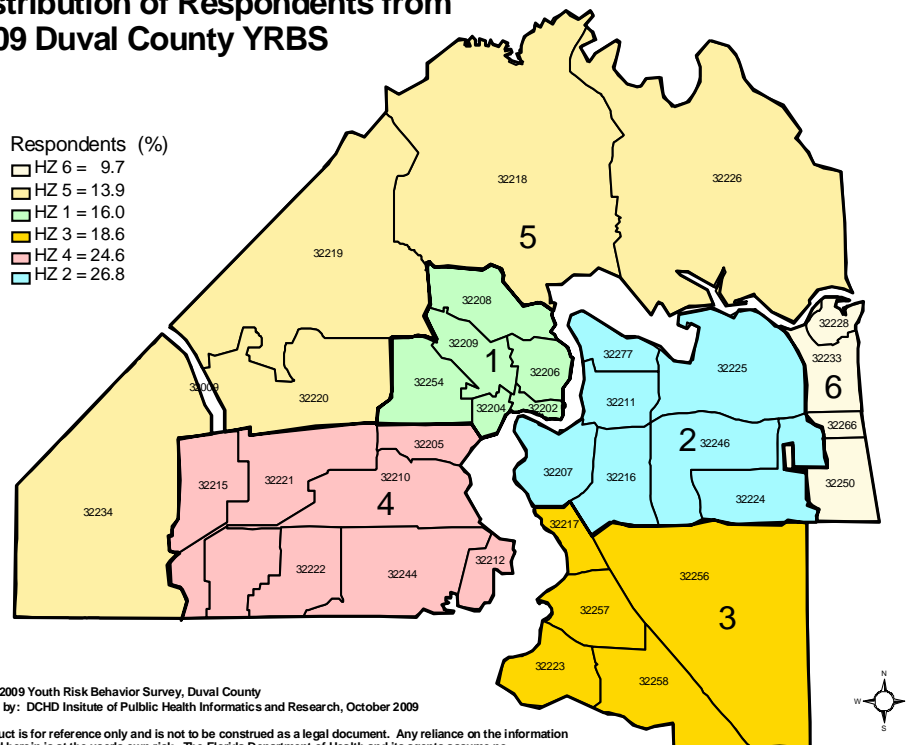 stribution of Respondents from
09 Duval County YRBS
Respondents (%)
HZ 6 = 9.7
HZ 5 = 13.9
HZ 1 = 16.0
HZ 3 = 18.6
HZ 4 = 24.6
HZ 2 = 26.8
32218
32226
5
32219
32208
32228
32209
32277
32233
1
32225
32206
6
32254
32009
32220
32211
32204
32202
32266
32205
2
32246
32207
32210
32215
32221
32216
32250
32224
4
32234
32217
32212
32222
32244
32256
32257
3
32223
32258
N
W
E
S
2009 Youth Risk Behavior Survey, Duval County
by: DCHD Insitute of Pulblic Health Informatics and Research, October 2009
uct is for reference only and is not to be construed as a legal document. Any reliance on the information